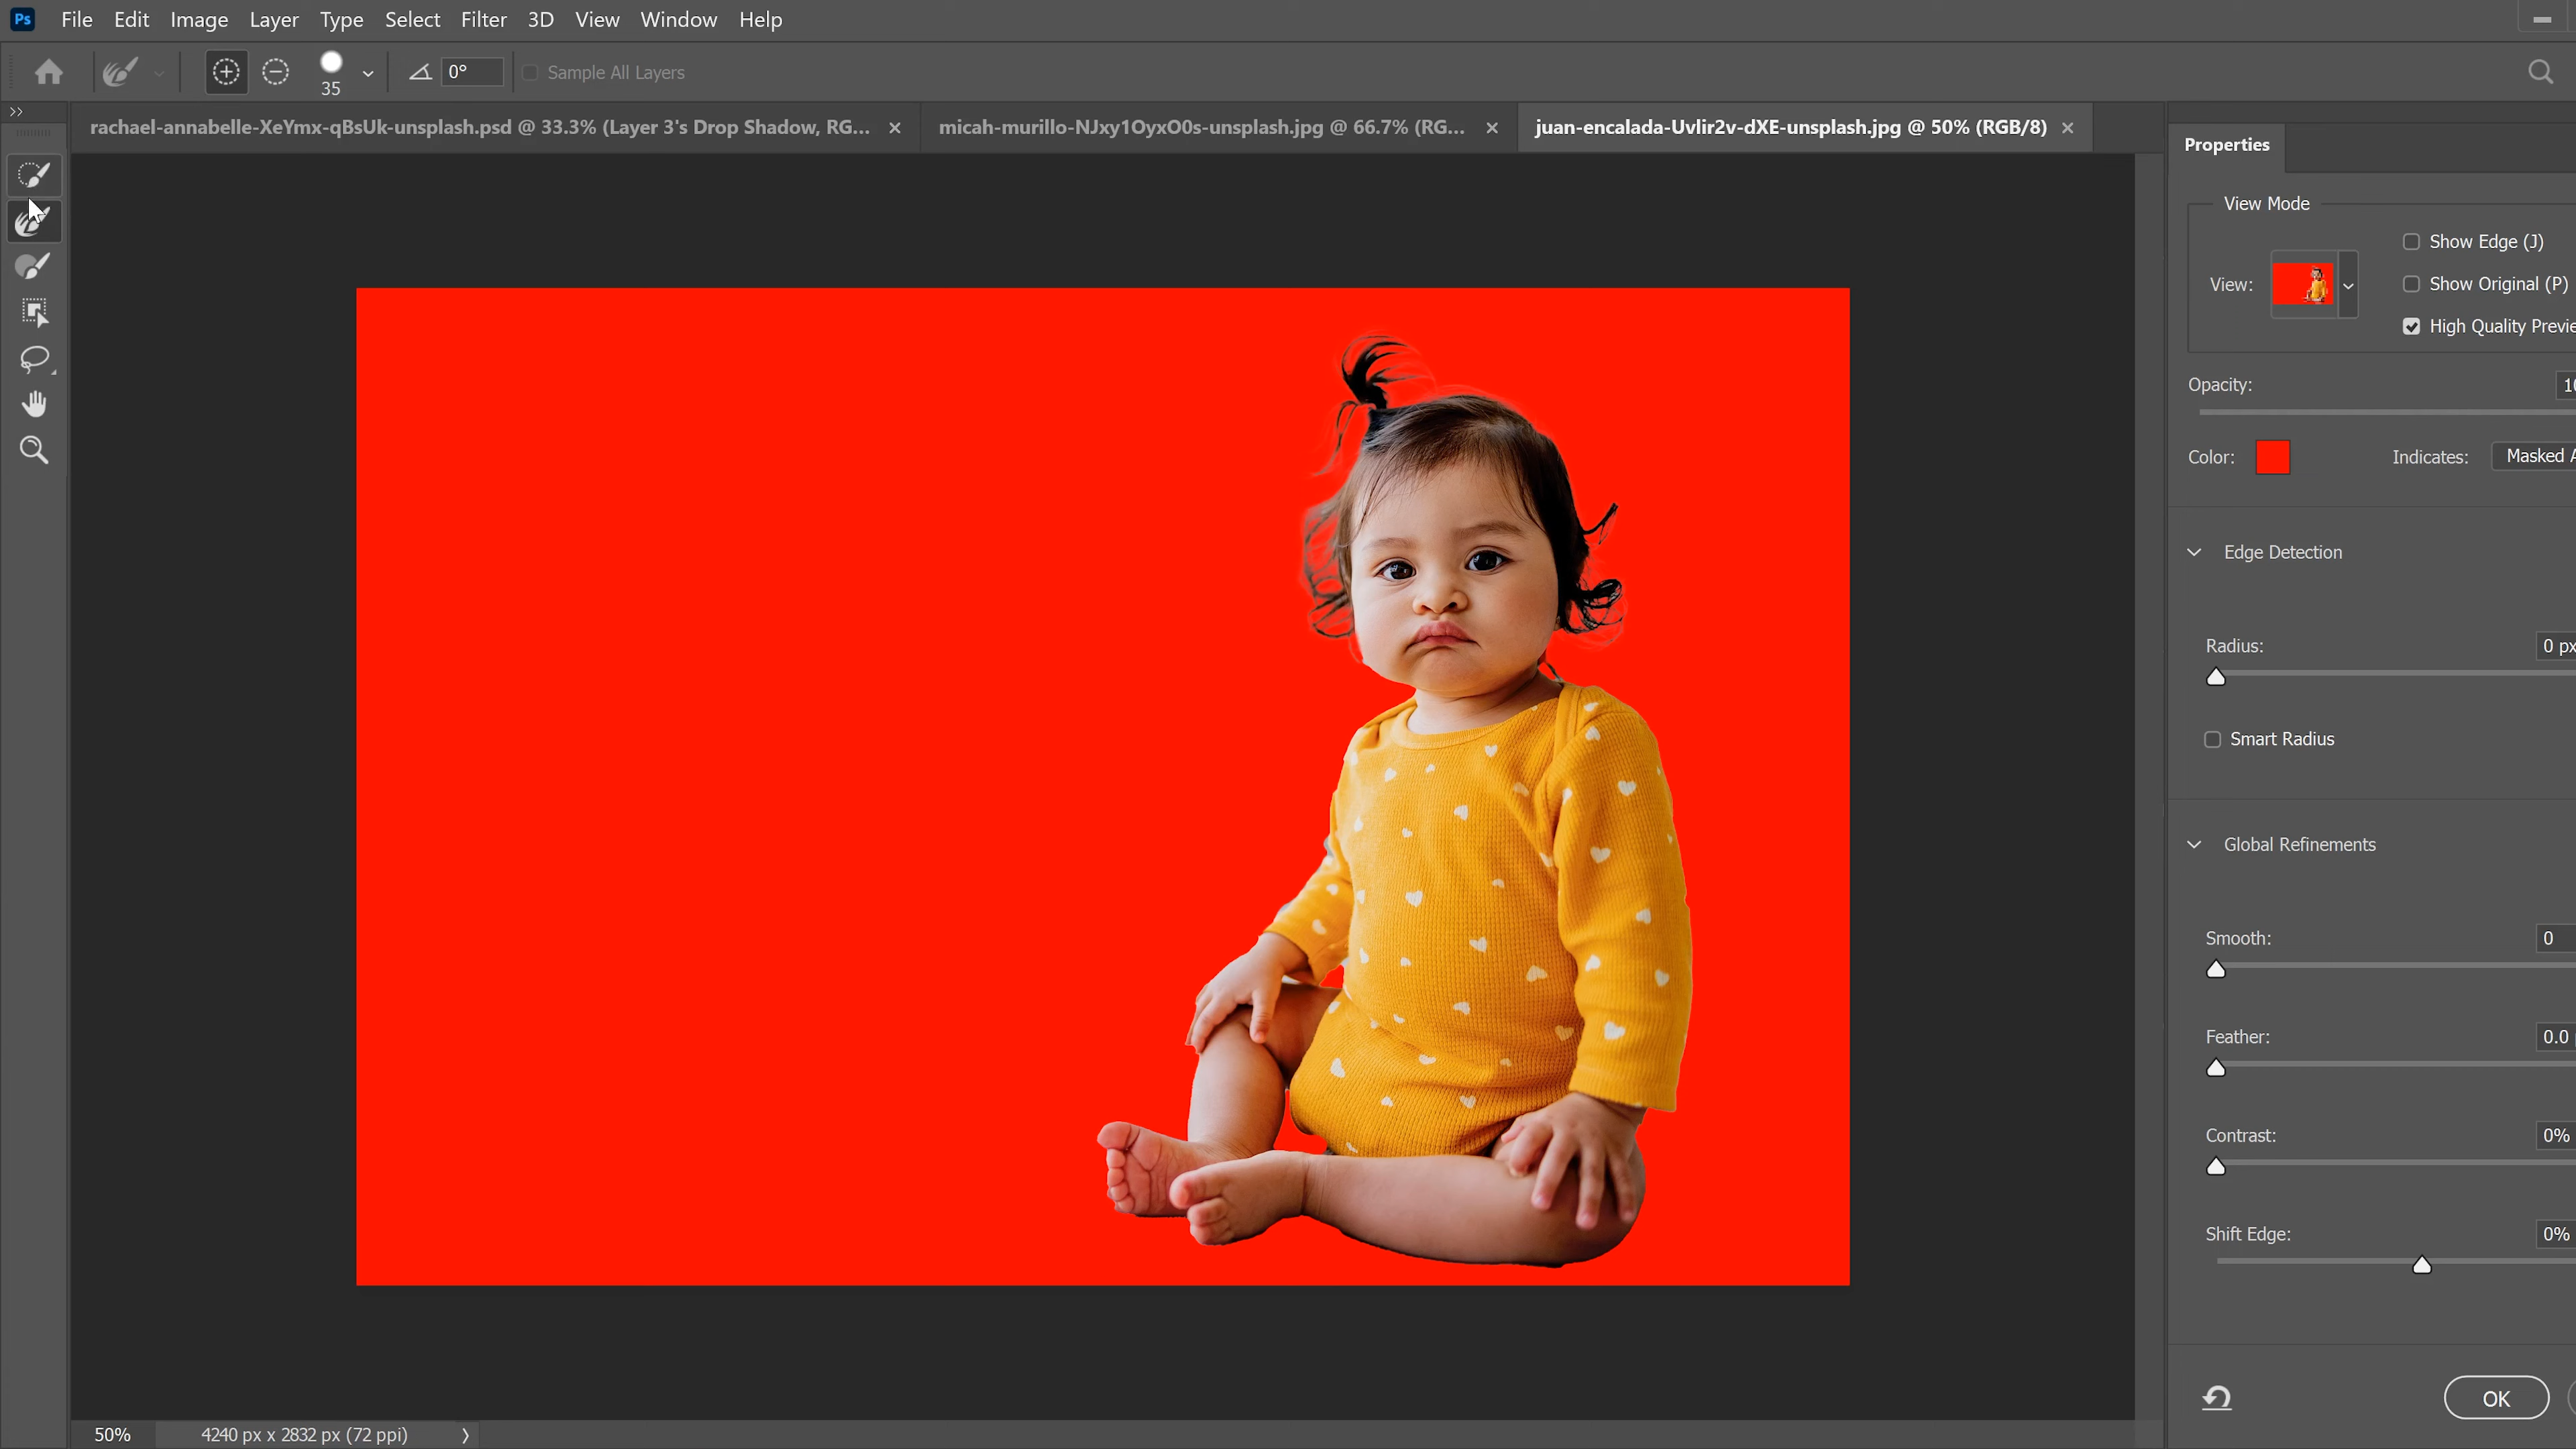 Ps File Edit Image Layer Type Select Filter 3D View Window Help
35 0° Sample All Layers
rachael-annabelle-XeYmx-qBsUk-unsplash.psd @ 33.3% (Layer 3's Drop Shadow, RG... × micah-murillo-NJxy1OyxO0s-unsplash.jpg @ 66.7% (RG... × juan-encalada-Uvlir2v-dXE-unsplash.jpg @ 50% (RGB/8) ×
Properties
View Mode
Show Edge (J)
View: Show Original (P)
High Quality Previe
Opacity: 10
Color: Indicates: Masked A
Edge Detection
Radius: 0 px
Smart Radius
Global Refinements
Smooth: 0
Feather: 0.0
Contrast: 0%
Shift Edge: 0%
OK
50% 4240 px x 2832 px (72 ppi)